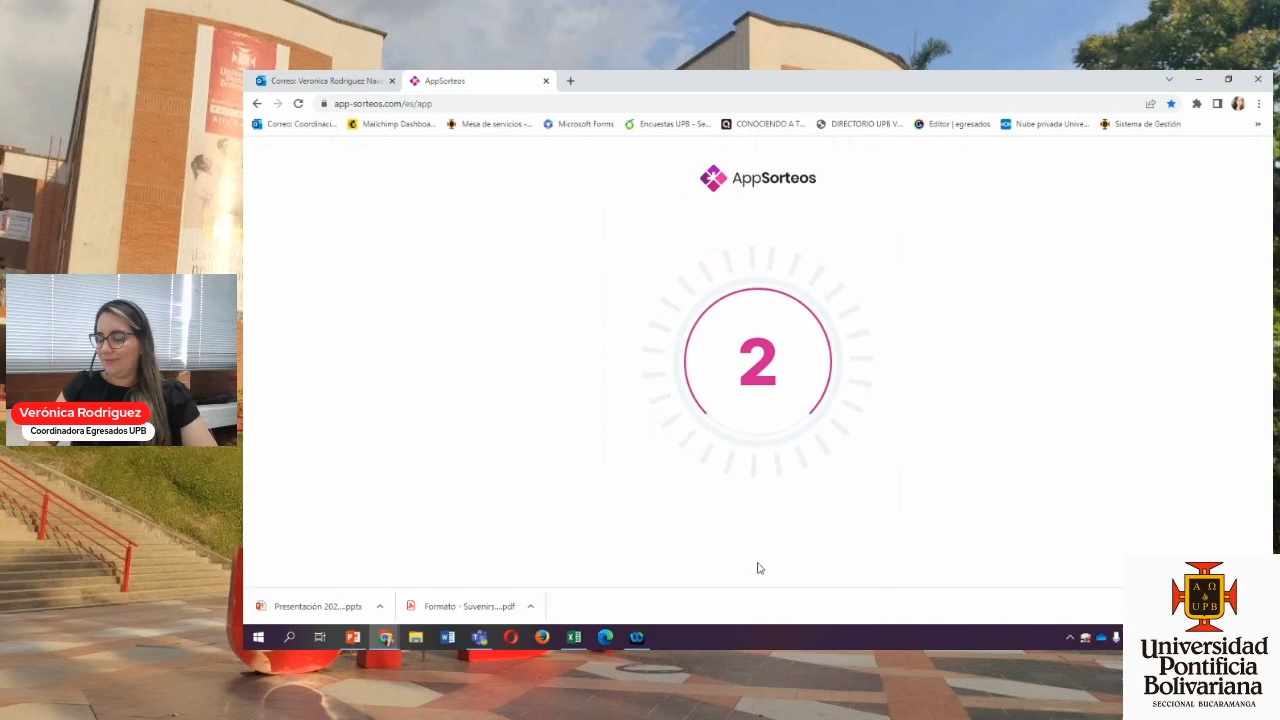 Correo: Veronica Rodriguez Nava
AppSorteos
app-sorteos.com/es/app
Correo: Coordinaci...
Mailchimp Dashboa...
Mesa de servicios -...
Microsoft Forms
Encuestas UPB - Se...
CONOCIENDO A T...
DIRECTORIO UPB V...
Editor | egresados
Nube privada Unive...
Sistema de Gestión
»
AppSorteos
2
Verónica Rodriguez
Coordinadora Egresados UPB
Presentación 202....pptx
Formato - Suvenirs....pdf
A Ω
UPB
Universidad
Pontificia
Bolivariana
SECCIONAL BUCARAMANGA